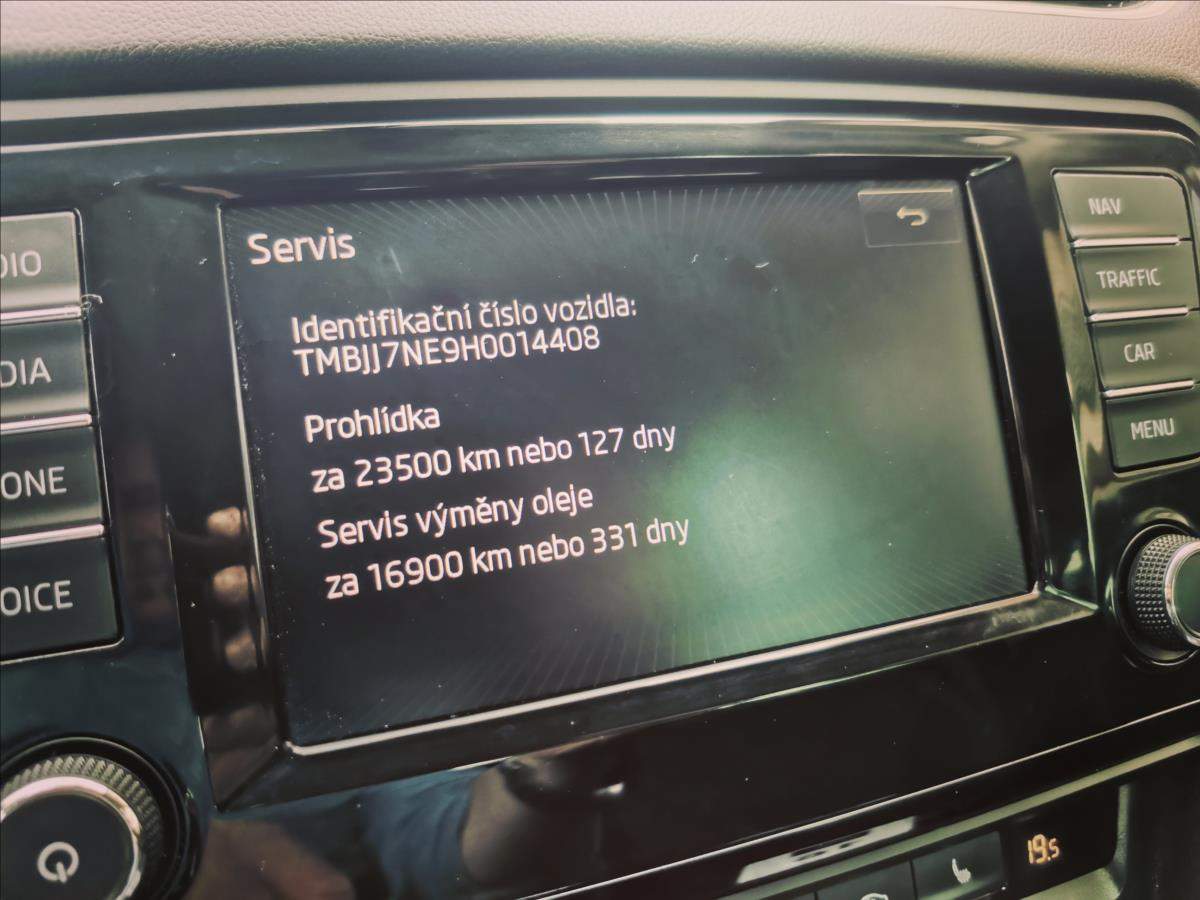 Servis
Identifikační číslo vozidla:
TMBJJ7NE9H0014408
Prohlídka
za 23500 km nebo 127 dny
Servis výměny oleje
za 16900 km nebo 331 dny
DIO
DIA
ONE
OICE
NAV
TRAFFIC
CAR
MENU
19.5